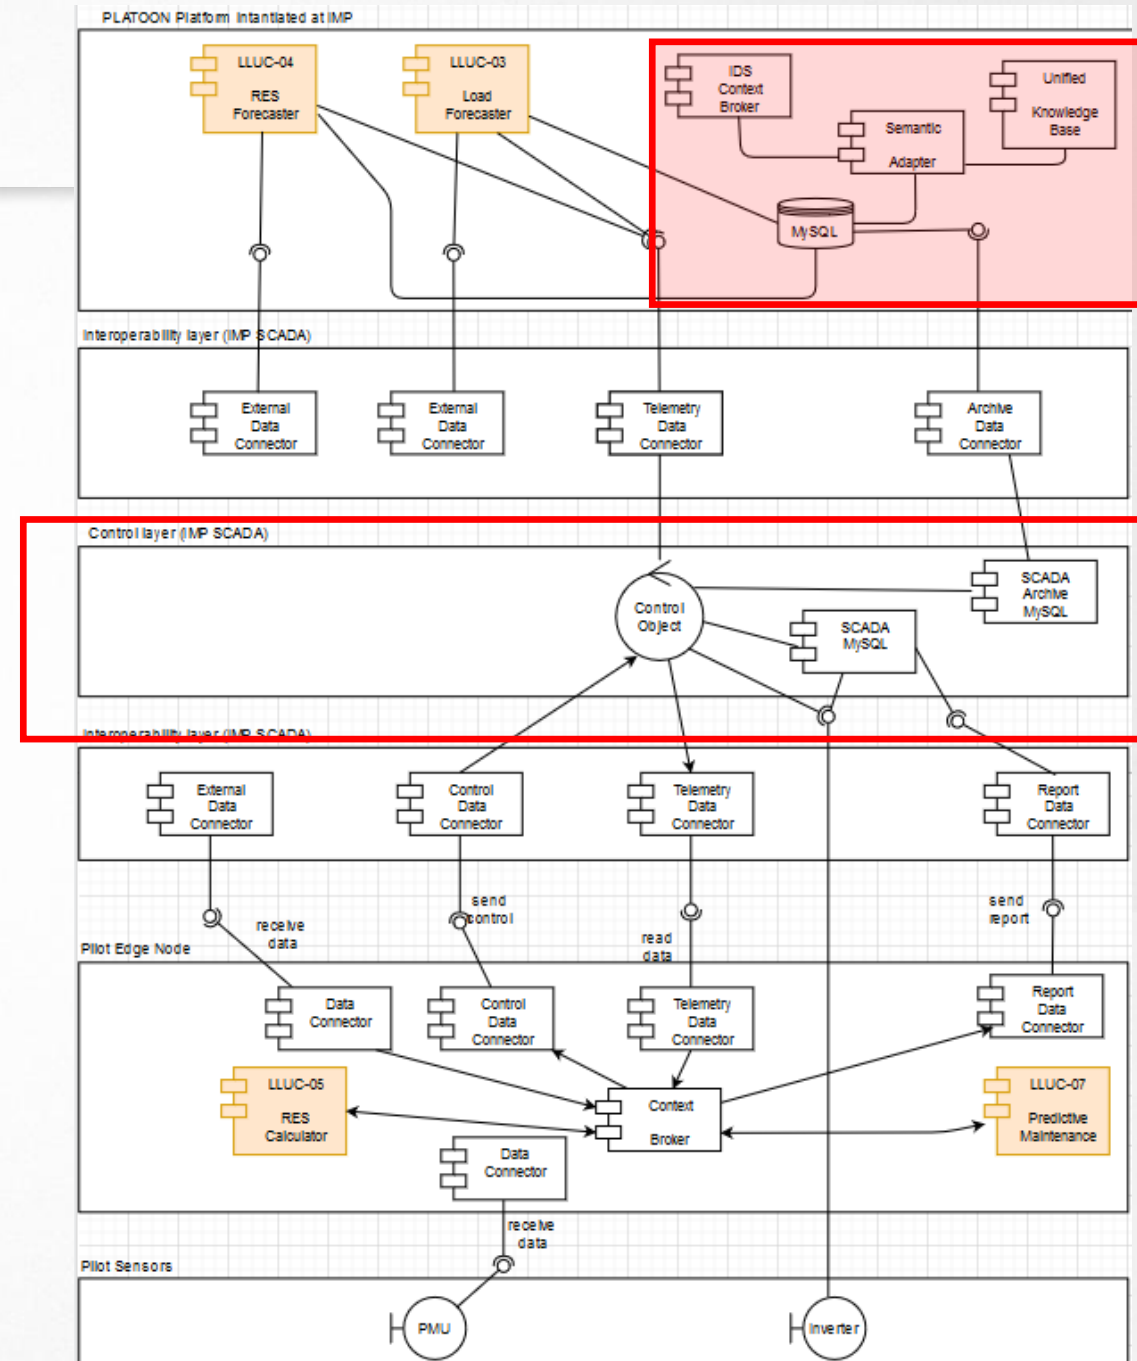 PLATOON Platform Intantiated at IMP
LLUC-04
RES
Forecaster
LLUC-03
Load
Forecaster
IDS
Context
Broker
Semantic
Adapter
Unified
Knowledge
Base
MySQL
Interoperability layer (IMP SCADA)
External
Data
Connector
External
Data
Connector
Telemetry
Data
Connector
Archive
Data
Connector
Control layer (IMP SCADA)
Control
Object
SCADA
MySQL
SCADA
Archive
MySQL
Interoperability layer (IMP SCADA)
External
Data
Connector
Control
Data
Connector
Telemetry
Data
Connector
Report
Data
Connector
receive
data
send
control
read
data
send
report
Pilot Edge Node
Data
Connector
Control
Data
Connector
Telemetry
Data
Connector
Report
Data
Connector
LLUC-05
RES
Calculator
Context
Broker
LLUC-07
Predictive
Maintenance
Data
Connector
receive
data
Pilot Sensors
PMU
Inverter